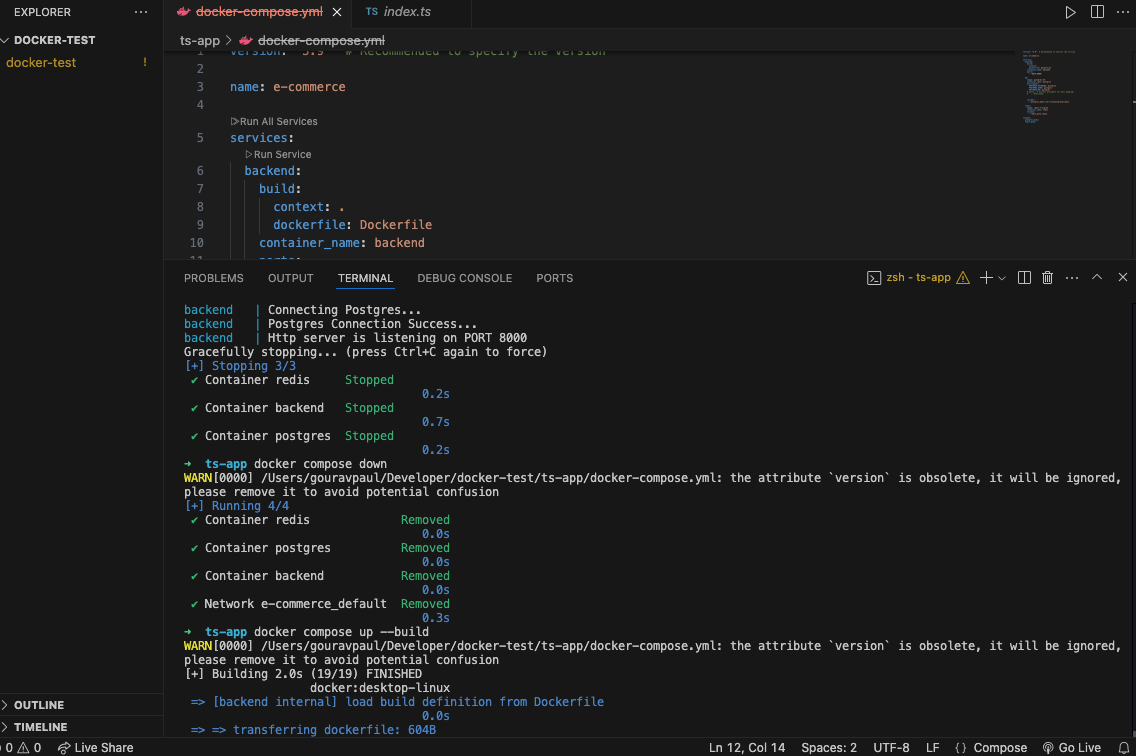 EXPLORER
DOCKER-TEST
docker-test !
OUTLINE
TIMELINE
docker-compose.yml
TS index.ts
ts-app > docker-compose.yml
1 version: "3.9" # Recommended to specify the version
2
3 name: e-commerce
4
Run All Services
5 services:
Run Service
6 backend:
7 build:
8 context: .
9 dockerfile: Dockerfile
10 container_name: backend
11 ports:
PROBLEMS OUTPUT TERMINAL DEBUG CONSOLE PORTS
zsh - ts-app
backend | Connecting Postgres...
backend | Postgres Connection Success...
backend | Http server is listening on PORT 8000
Gracefully stopping... (press Ctrl+C again to force)
[+] Stopping 3/3
✔ Container redis Stopped
0.2s
✔ Container backend Stopped
0.7s
✔ Container postgres Stopped
0.2s
➜ ts-app docker compose down
WARN[0000] /Users/gouravpaul/Developer/docker-test/ts-app/docker-compose.yml: the attribute `version` is obsolete, it will be ignored,
please remove it to avoid potential confusion
[+] Running 4/4
✔ Container redis Removed
0.0s
✔ Container postgres Removed
0.0s
✔ Container backend Removed
0.0s
✔ Network e-commerce_default Removed
0.3s
➜ ts-app docker compose up --build
WARN[0000] /Users/gouravpaul/Developer/docker-test/ts-app/docker-compose.yml: the attribute `version` is obsolete, it will be ignored,
please remove it to avoid potential confusion
[+] Building 2.0s (19/19) FINISHED
docker:desktop-linux
=> [backend internal] load build definition from Dockerfile
0.0s
=> => transferring dockerfile: 604B
0 0 Live Share
Ln 12, Col 14 Spaces: 2 UTF-8 LF {} Compose Go Live